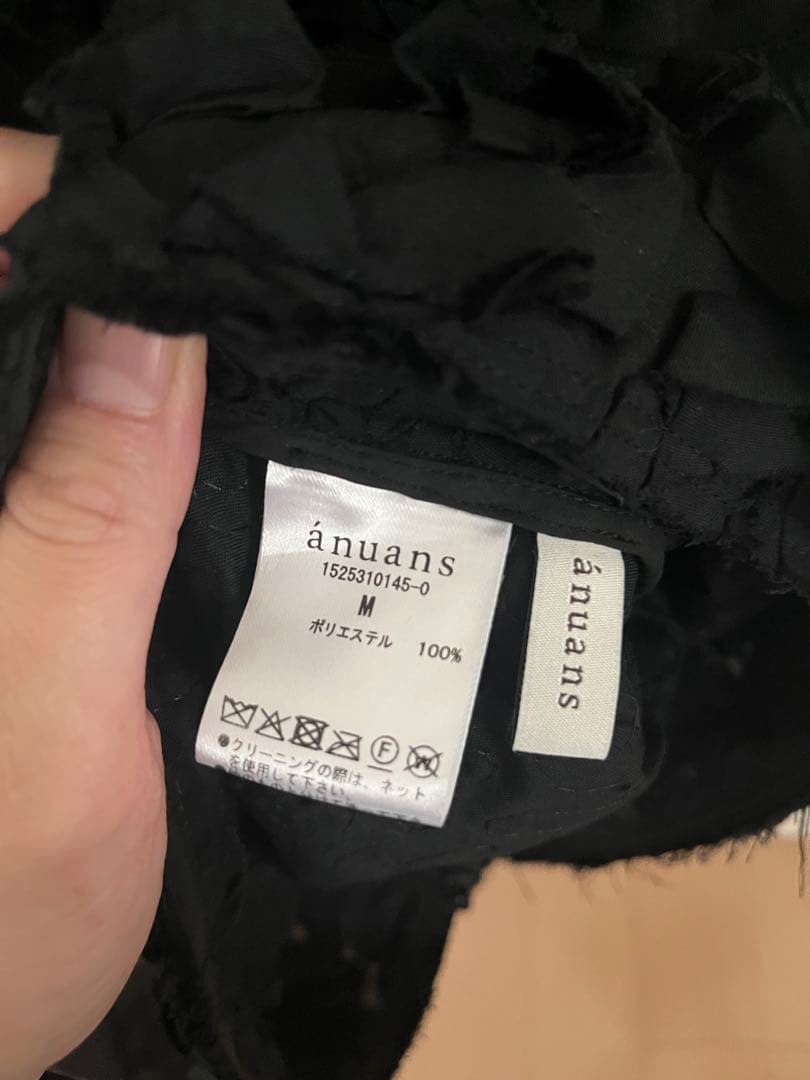 ánuans
1525310145-0
M
ポリエステル 100%
F W
●クリーニングの際は、ネット
を使用して下さい
ánuans